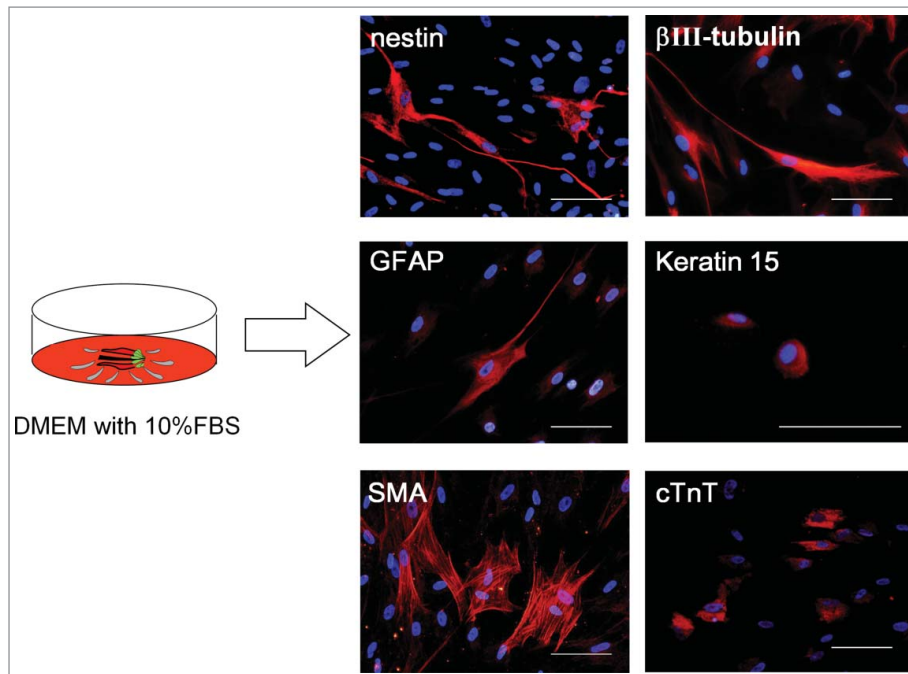 nestin
βIII-tubulin
GFAP
Keratin 15
DMEM with 10%FBS
SMA
cTnT